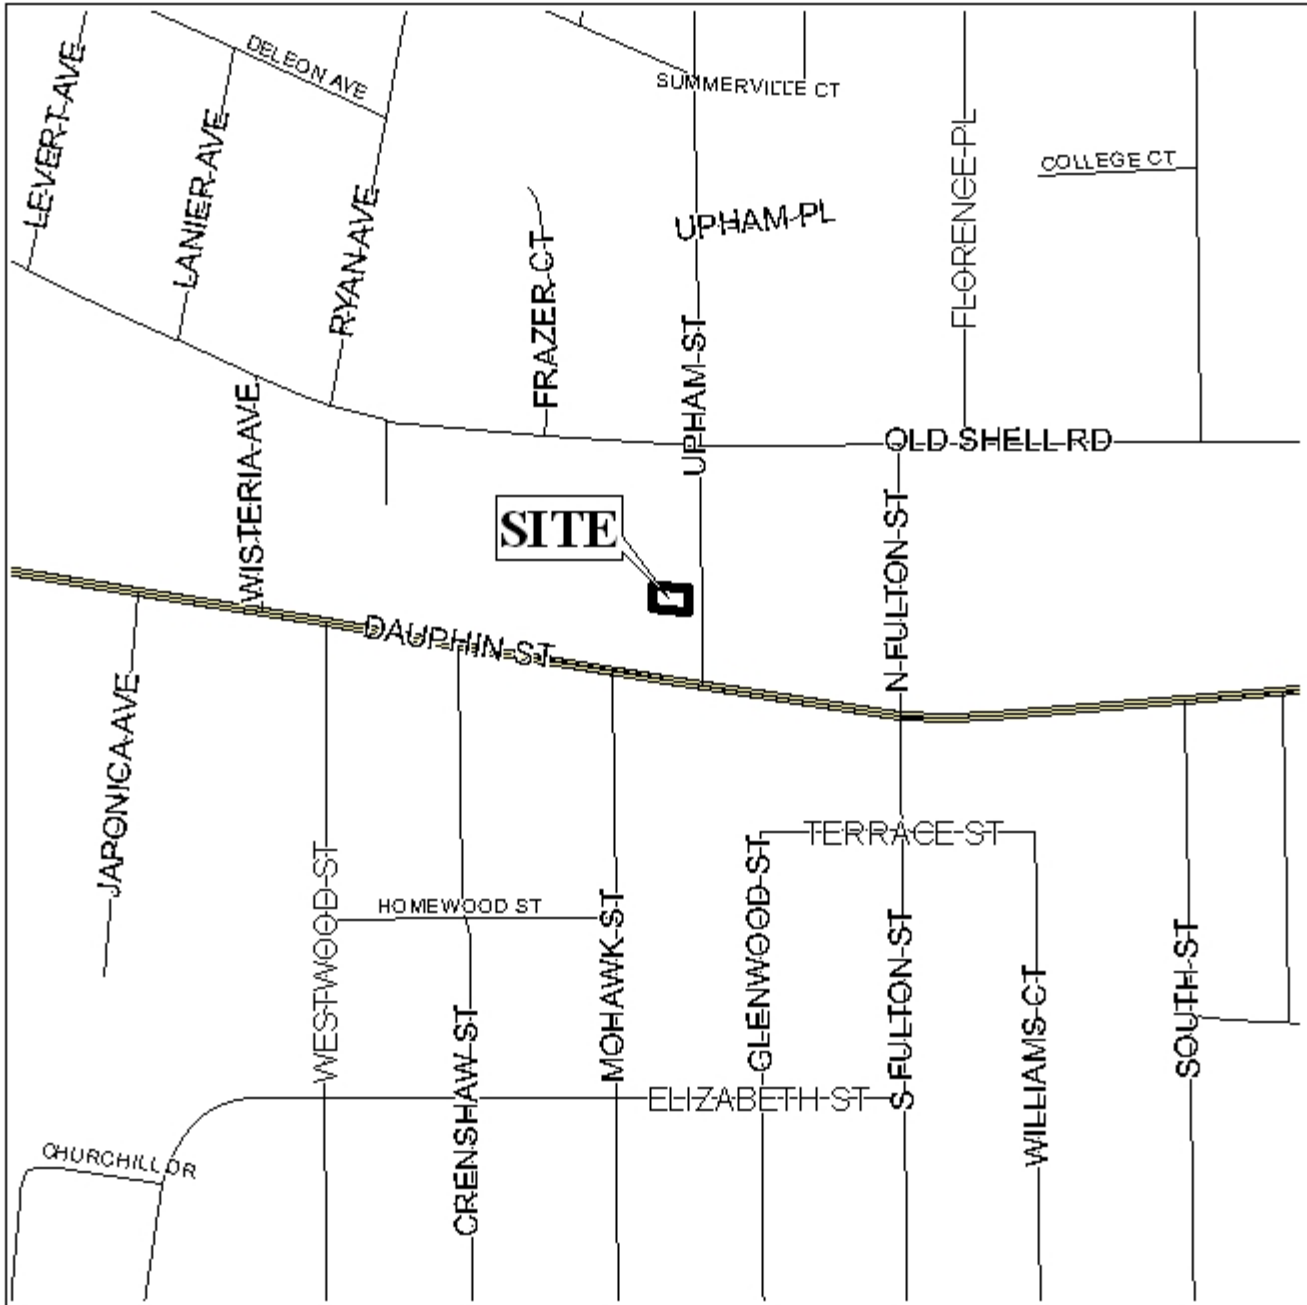 LEVERT AVE
DELEON AVE
LANIER AVE
RYAN AVE
SUMMERVILLE CT
FLORENCE PL
COLLEGE CT
UPHAM PL
FRAZER CT
UPHAM ST
WISTERIA AVE
OLD SHELL RD
SITE
N FULTON ST
DAUPHIN ST
JAPONICA AVE
TERRACE ST
WESTWOOD ST
HOMEWOOD ST
MOHAWK ST
GLENWOOD ST
S FULTON ST
SOUTH ST
WILLIAMS CT
CRENSHAW ST
ELIZABETH ST
CHURCHILL DR